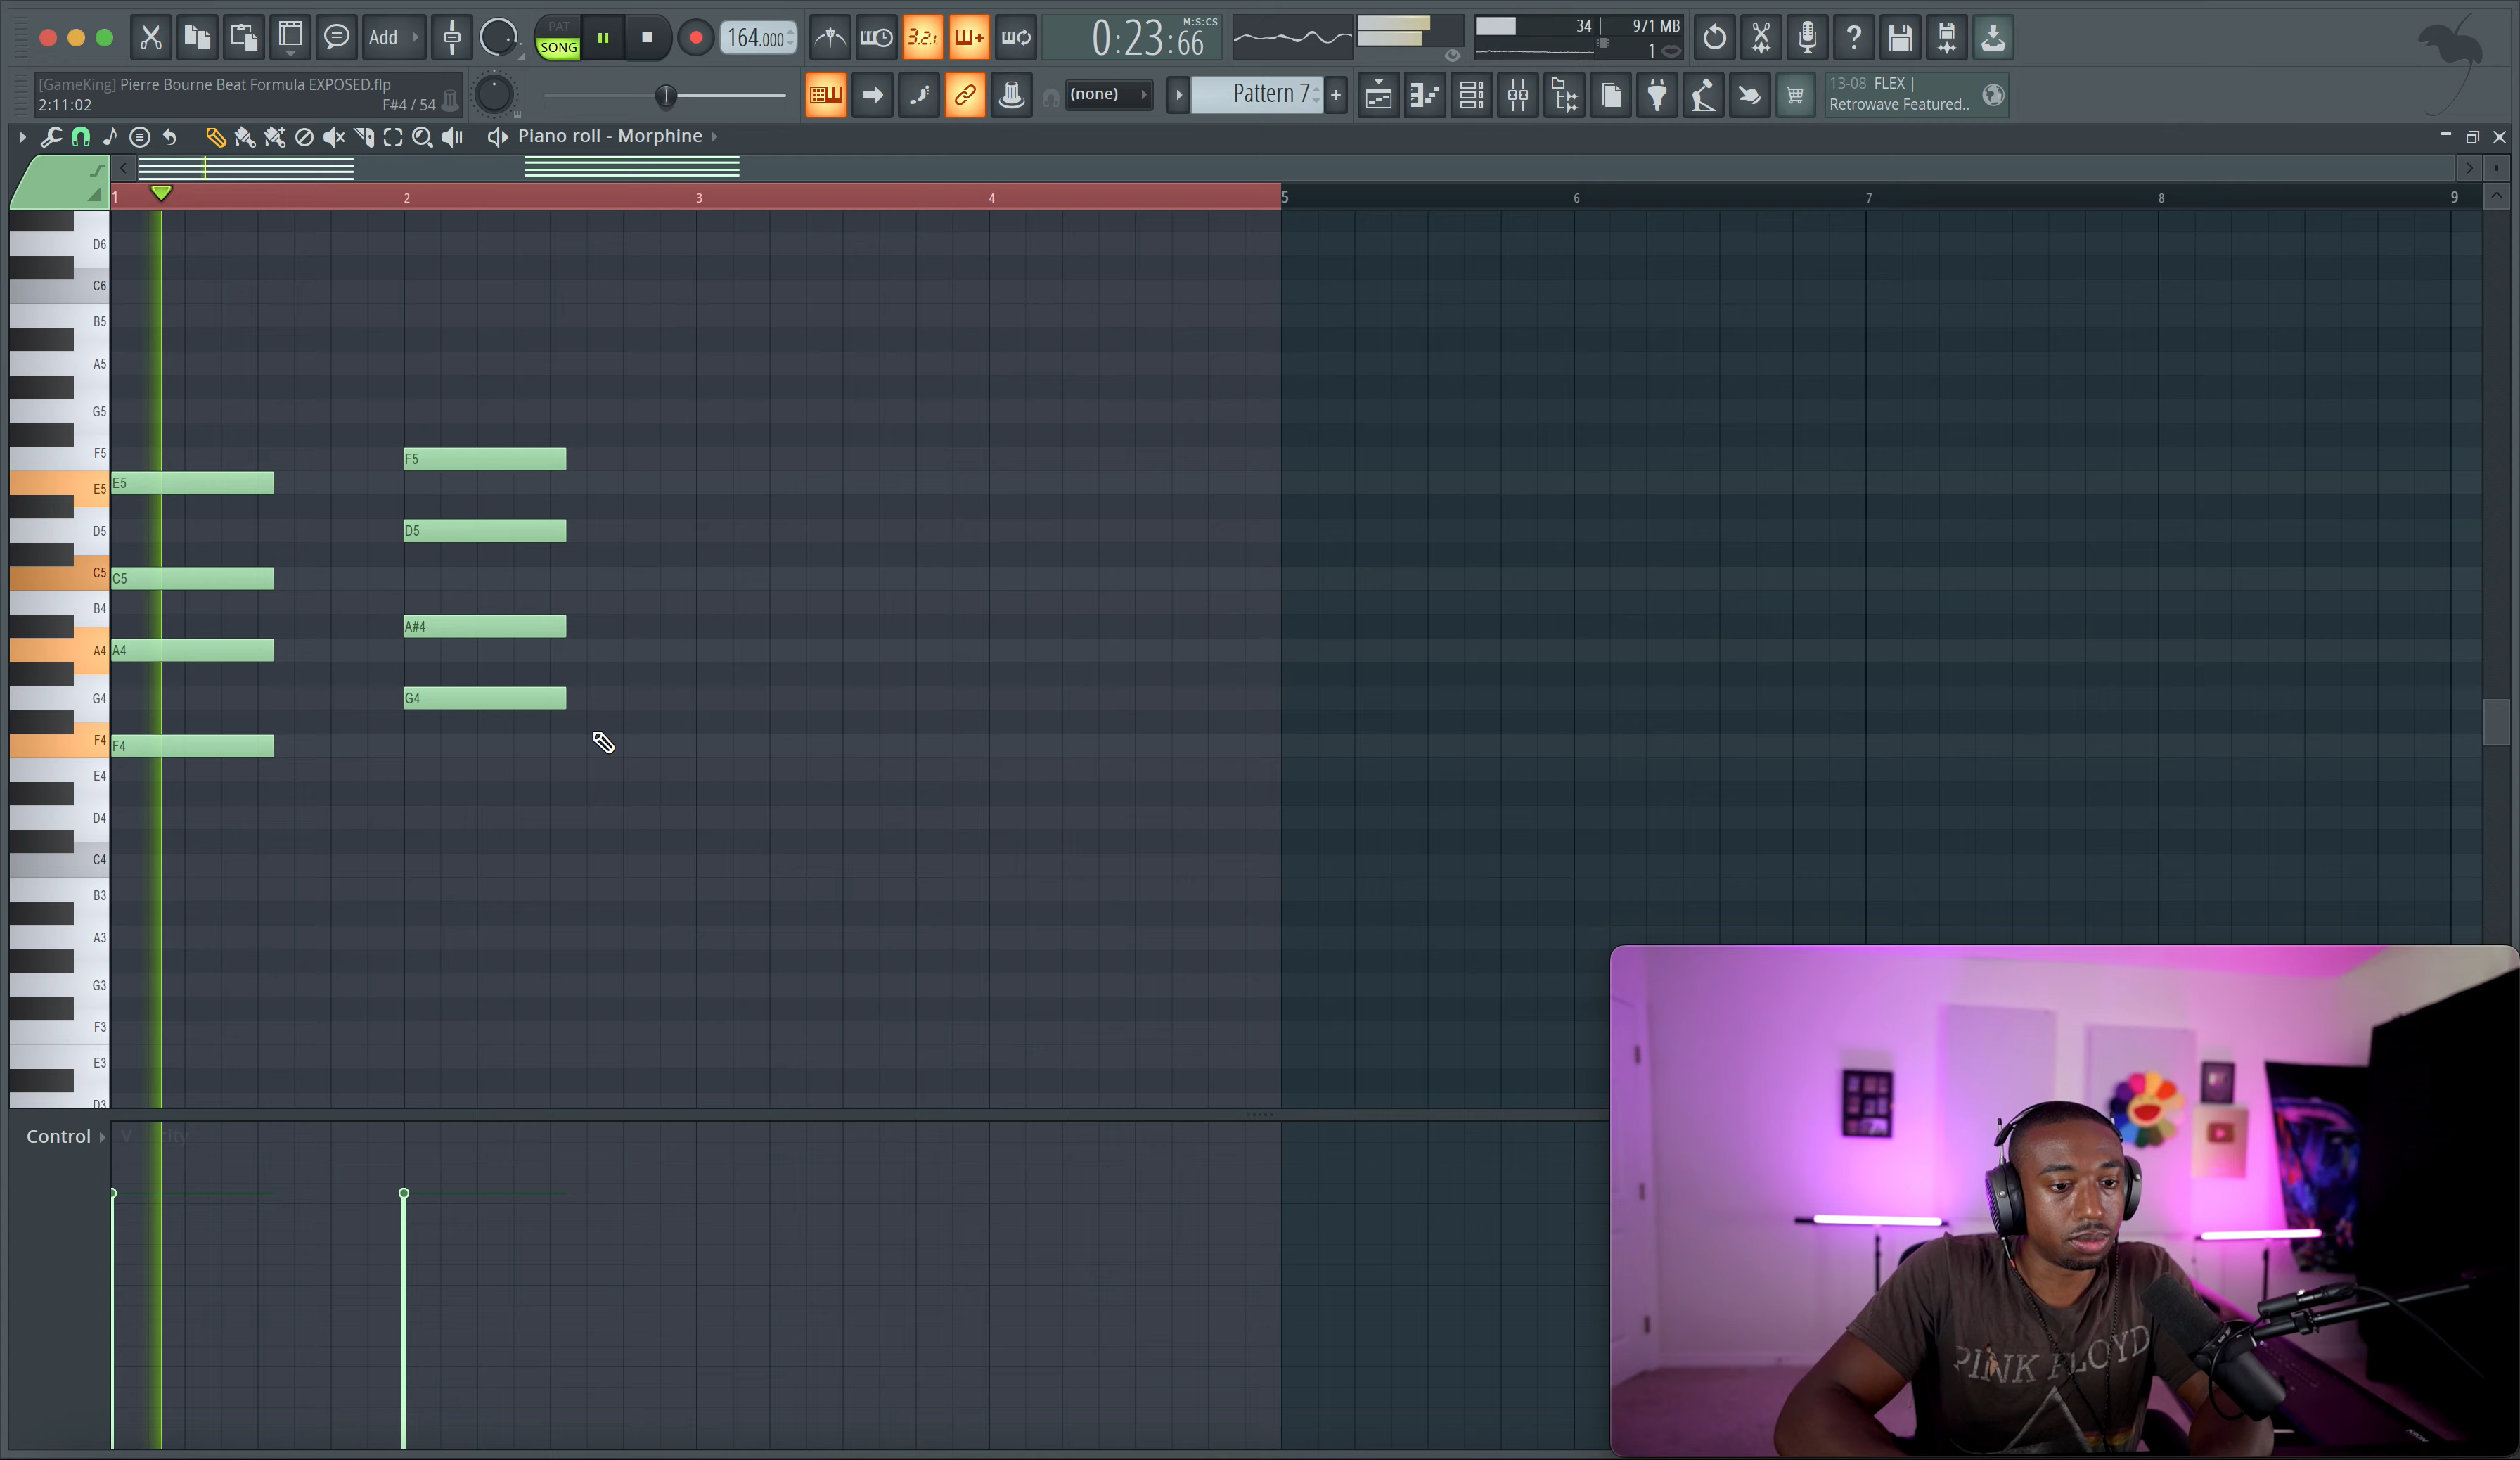 Add
PAT
SONG
164.000
3.2.
0:23:66
M:S:CS
34
971 MB
1
[GameKing] Pierre Bourne Beat Formula EXPOSED.flp
2:11:02
F#4 / 54
(none)
Pattern 7
+
13-08 FLEX |
Retrowave Featured..
Piano roll - Morphine
1
2
3
4
5
6
7
8
9
D6
C6
B5
A5
G5
F5
F5
E5
E5
D5
D5
C5
C5
B4
A#4
A4
A4
G4
G4
F4
F4
E4
D4
C4
B3
A3
G3
F3
E3
D3
Control
PINK FLOYD